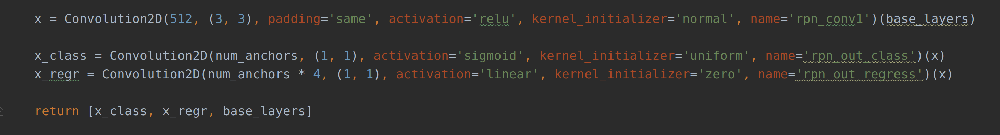 x = Convolution2D(512, (3, 3), padding='same', activation='relu', kernel_initializer='normal', name='rpn_conv1')(base_layers)
x_class = Convolution2D(num_anchors, (1, 1), activation='sigmoid', kernel_initializer='uniform', name='rpn_out_class')(x)
x_regr = Convolution2D(num_anchors * 4, (1, 1), activation='linear', kernel_initializer='zero', name='rpn_out_regress')(x)
return [x_class, x_regr, base_layers]